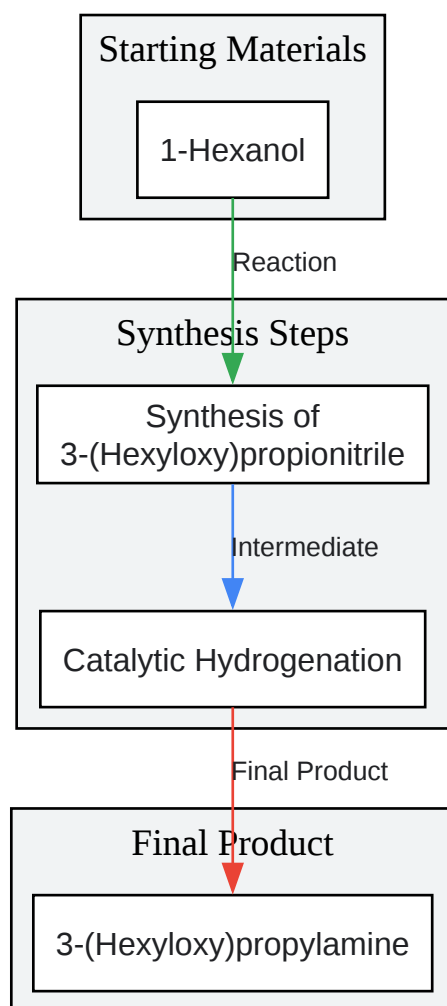 Starting Materials
1-Hexanol
Reaction
Synthesis Steps
Synthesis of
3-(Hexyloxy)propionitrile
Intermediate
Catalytic Hydrogenation
Final Product
Final Product
3-(Hexyloxy)propylamine